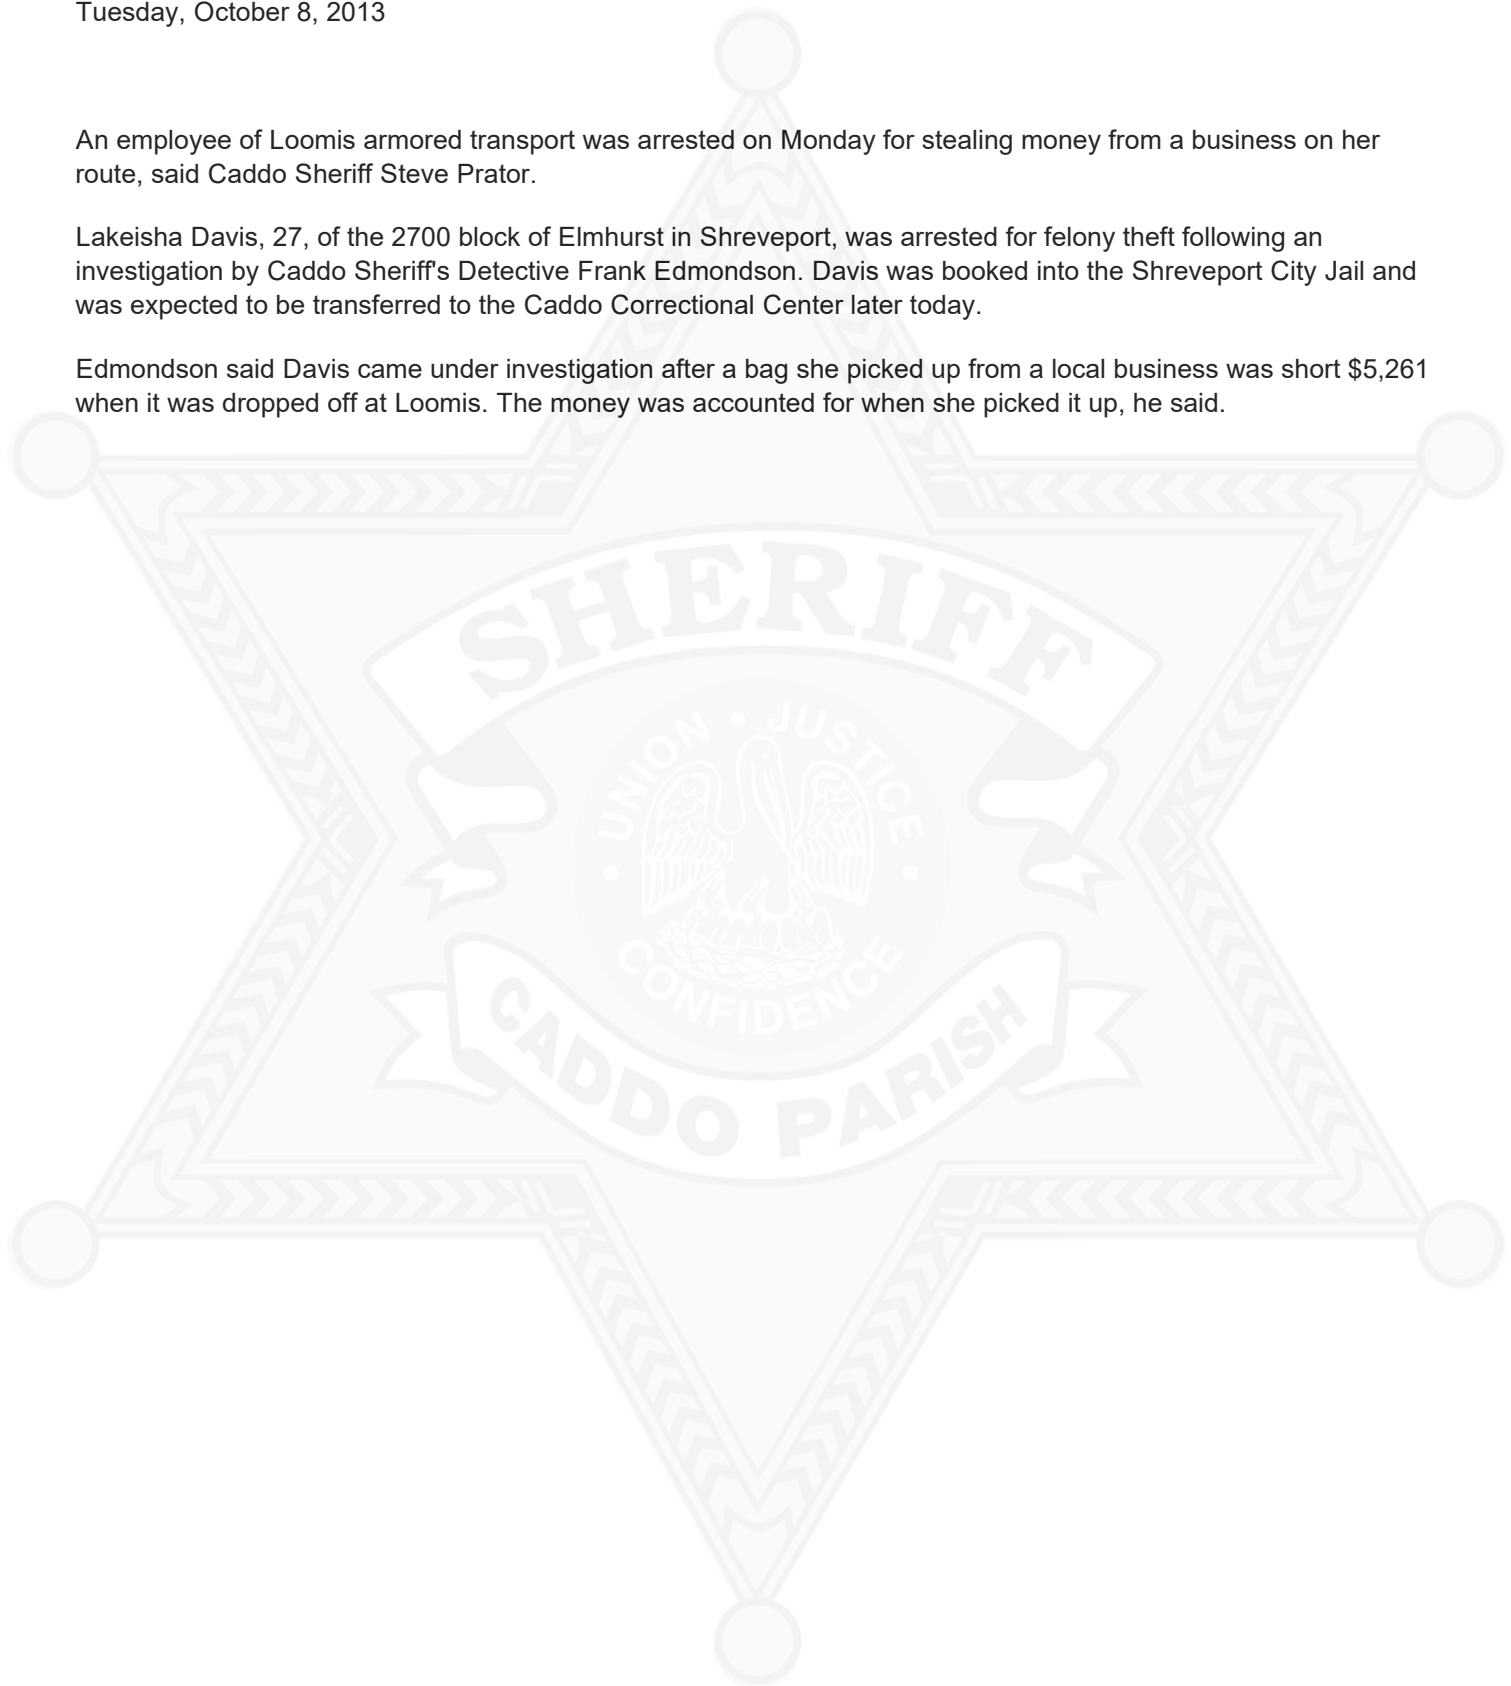 Tuesday, October 8, 2013
An employee of Loomis armored transport was arrested on Monday for stealing money from a business on her
route, said Caddo Sheriff Steve Prator.
Lakeisha Davis, 27, of the 2700 block of Elmhurst in Shreveport, was arrested for felony theft following an
investigation by Caddo Sheriff's Detective Frank Edmondson. Davis was booked into the Shreveport City Jail and
was expected to be transferred to the Caddo Correctional Center later today.
Edmondson said Davis came under investigation after a bag she picked up from a local business was short $5,261
when it was dropped off at Loomis. The money was accounted for when she picked it up, he said.
SHERIFF
UNION • JUSTICE
• CONFIDENCE •
CADDO PARISH